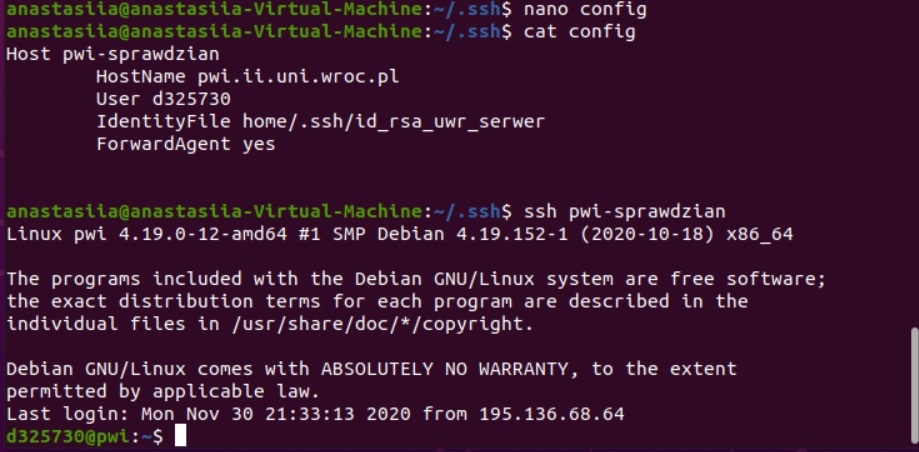 anastasiia@anastasiia-Virtual-Machine:~/.ssh$ nano config
anastasiia@anastasiia-Virtual-Machine:~/.ssh$ cat config
Host pwi-sprawdzian
        HostName pwi.ii.uni.wroc.pl
        User d325730
        IdentityFile home/.ssh/id_rsa_uwr_serwer
        ForwardAgent yes
anastasiia@anastasiia-Virtual-Machine:~/.ssh$ ssh pwi-sprawdzian
Linux pwi 4.19.0-12-amd64 #1 SMP Debian 4.19.152-1 (2020-10-18) x86_64
The programs included with the Debian GNU/Linux system are free software;
the exact distribution terms for each program are described in the
individual files in /usr/share/doc/*/copyright.
Debian GNU/Linux comes with ABSOLUTELY NO WARRANTY, to the extent
permitted by applicable law.
Last login: Mon Nov 30 21:33:13 2020 from 195.136.68.64
d325730@pwi:~$